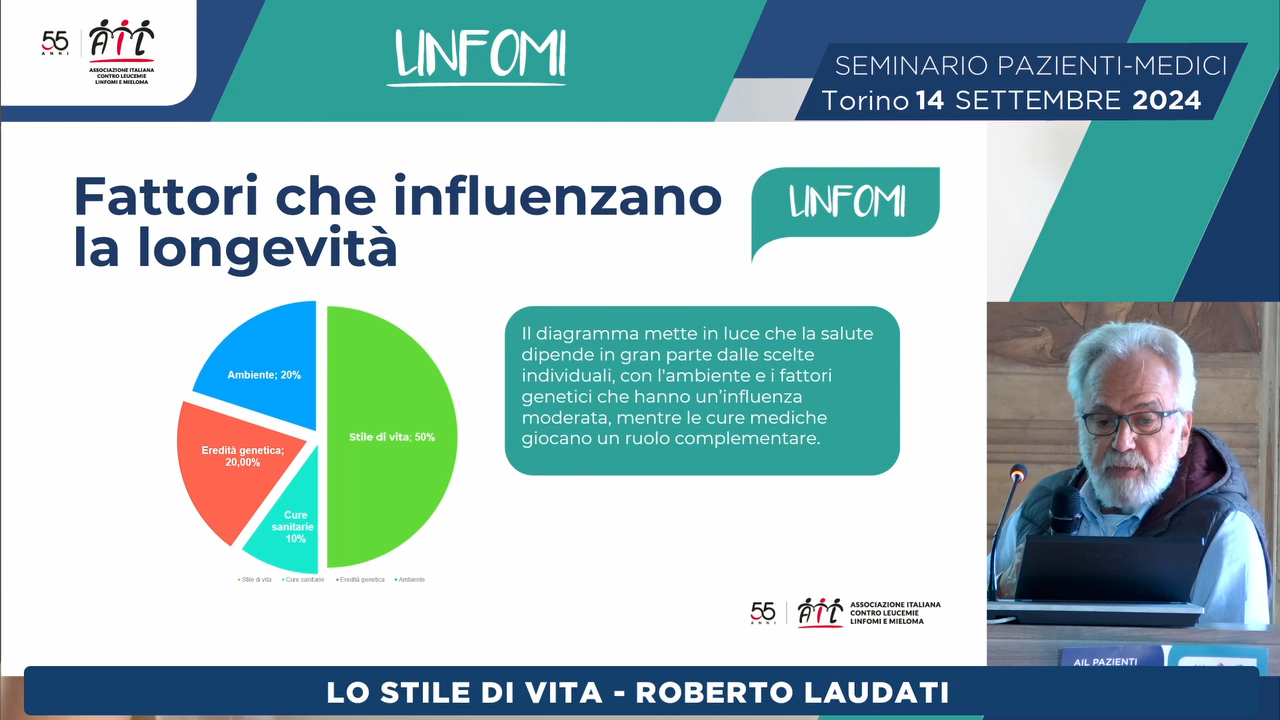 55
ANNI
AIL
ASSOCIAZIONE ITALIANA
CONTRO LEUCEMIE
LINFOMI E MIELOMA
LINFOMI
SEMINARIO PAZIENTI-MEDICI
Torino 14 SETTEMBRE 2024
Fattori che influenzano
la longevità
LINFOMI
Ambiente; 20%
Eredità genetica;
20,00%
Cure
sanitarie
10%
Stile di vita; 50%
Stile di vita Cure sanitarie Eredità genetica Ambiente
Il diagramma mette in luce che la salute
dipende in gran parte dalle scelte
individuali, con l'ambiente e i fattori
genetici che hanno un'influenza
moderata, mentre le cure mediche
giocano un ruolo complementare.
55
ANNI
AIL
ASSOCIAZIONE ITALIANA
CONTRO LEUCEMIE
LINFOMI E MIELOMA
AIL PAZIENTI
LO STILE DI VITA - ROBERTO LAUDATI